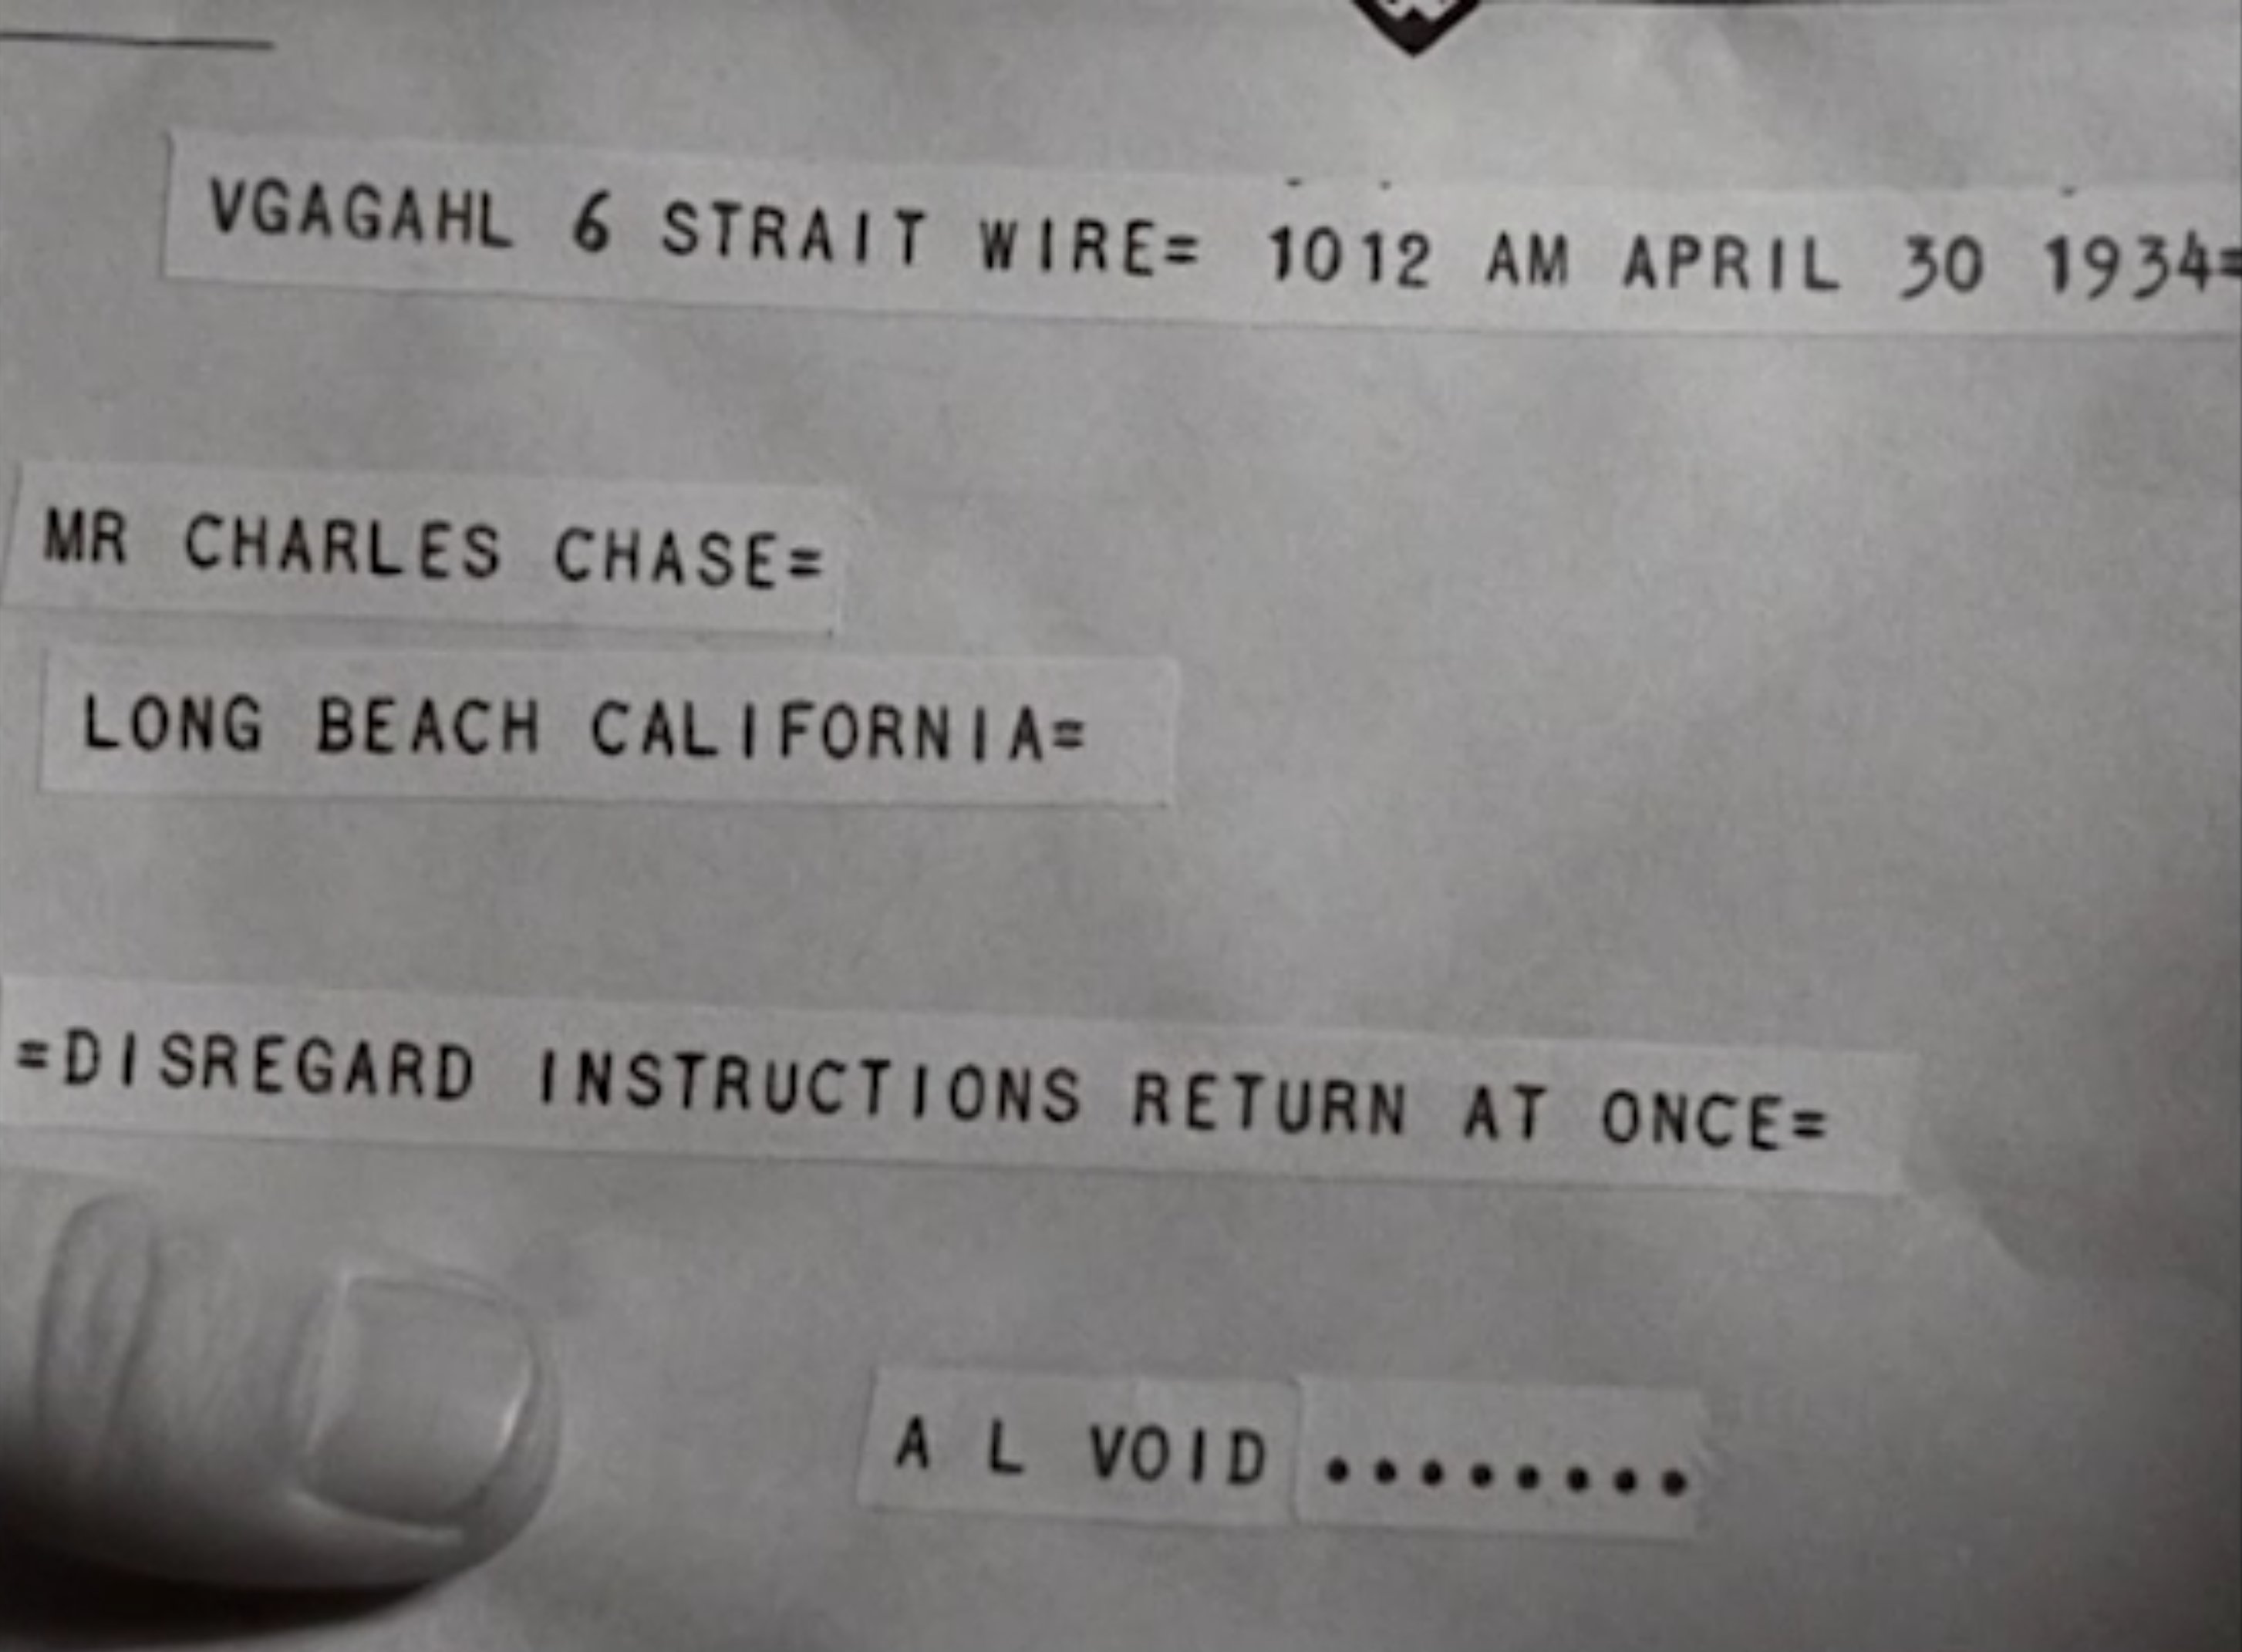 VGAGAHL 6 STRAIT WIRE= 1012 AM APRIL 30 1934=
MR CHARLES CHASE=
LONG BEACH CALIFORNIA=
=DISREGARD INSTRUCTIONS RETURN AT ONCE=
A L VOID ........